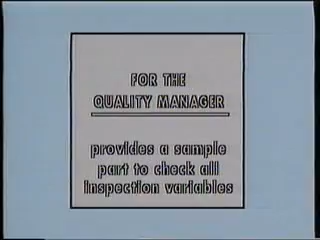 FOR THE
QUALITY MANAGER
provides a sample
part to check all
inspection variables